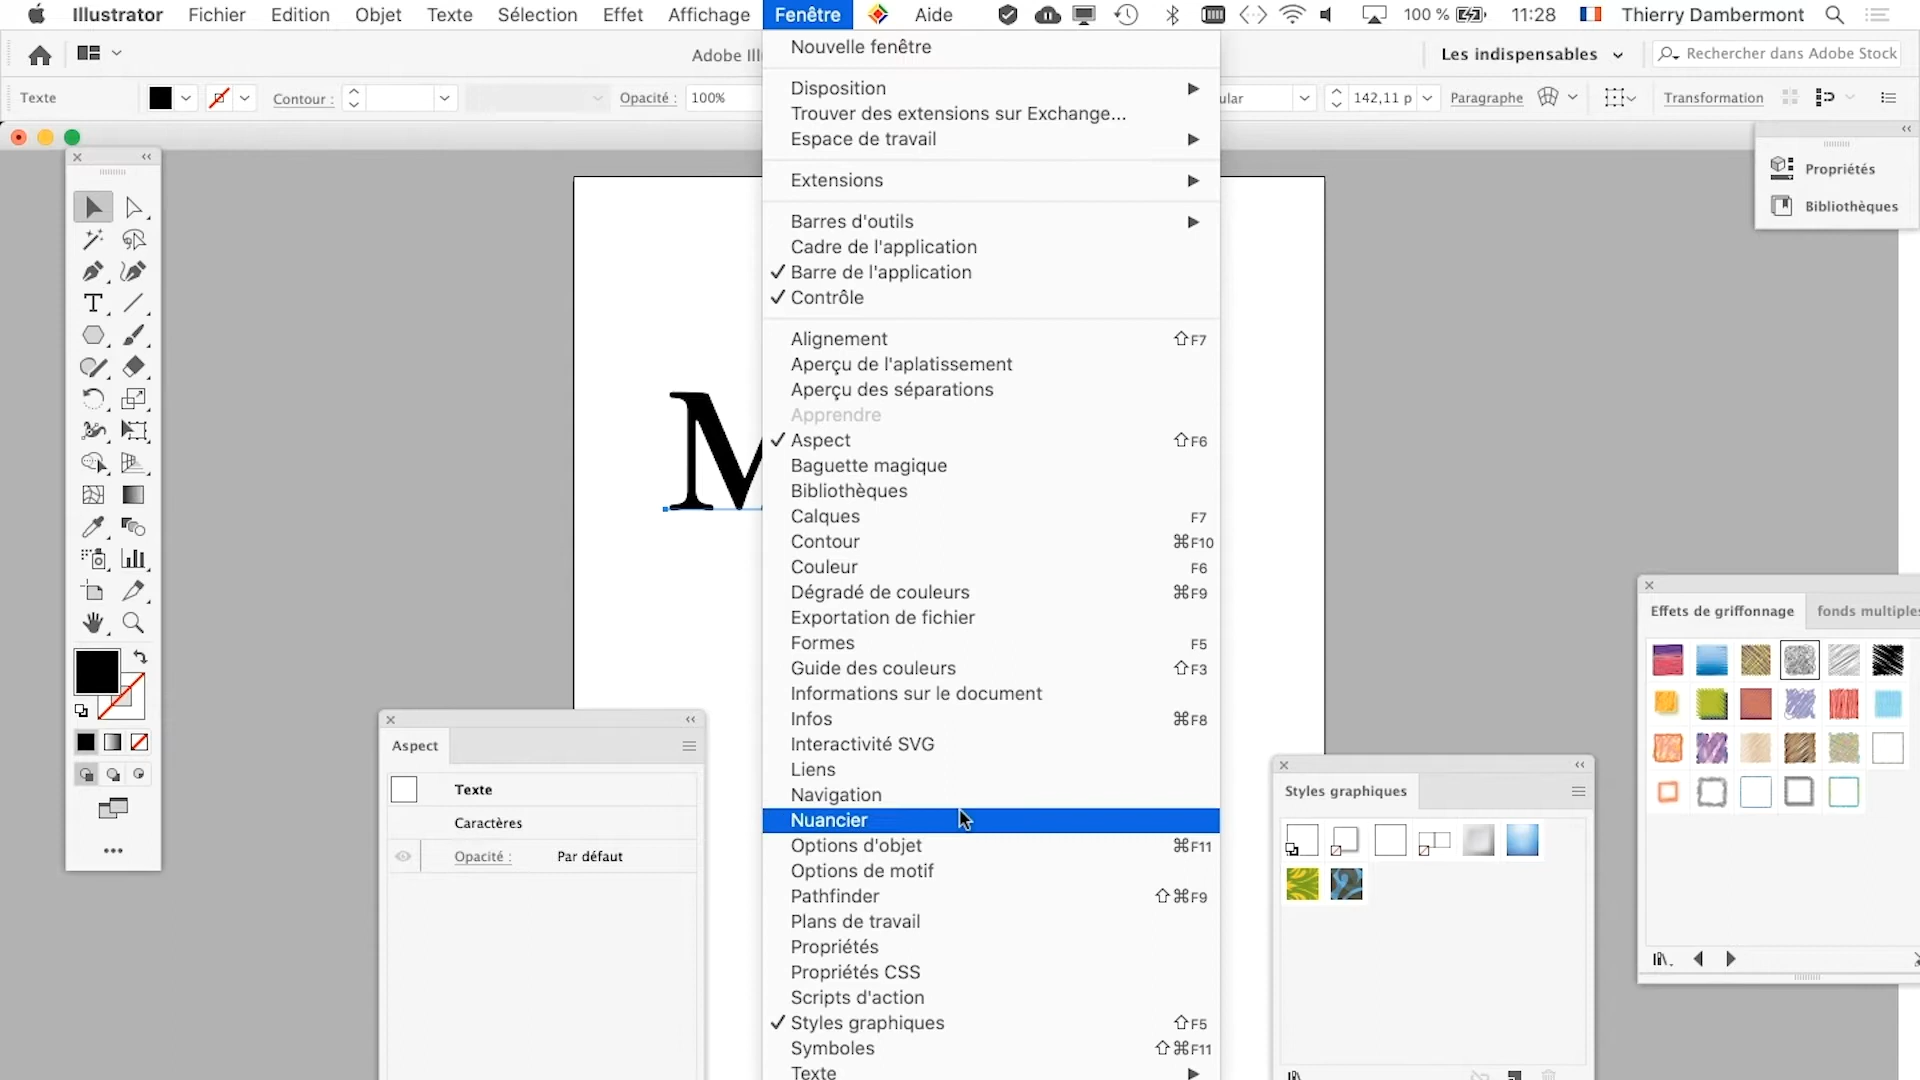 Illustrator Fichier Edition Objet Texte Sélection Effet Affichage Fenêtre Aide 100 % 11:28 Thierry Dambermont
Adobe Ill
Les indispensables
Rechercher dans Adobe Stock
Texte
Contour :
Opacité : 100%
ular
142,11 p
Paragraphe
Transformation
Nouvelle fenêtre
Disposition
Trouver des extensions sur Exchange...
Espace de travail
Extensions
Barres d'outils
Cadre de l'application
✓ Barre de l'application
✓ Contrôle
Alignement ⇧F7
Aperçu de l'aplatissement
Aperçu des séparations
Apprendre
✓ Aspect ⇧F6
Baguette magique
Bibliothèques
Calques F7
Contour ⌘F10
Couleur F6
Dégradé de couleurs ⌘F9
Exportation de fichier
Formes F5
Guide des couleurs ⇧F3
Informations sur le document
Infos ⌘F8
Interactivité SVG
Liens
Navigation
Nuancier
Options d'objet ⌘F11
Options de motif
Pathfinder ⇧⌘F9
Plans de travail
Propriétés
Propriétés CSS
Scripts d'action
✓ Styles graphiques ⇧F5
Symboles ⇧⌘F11
Texte
M
Propriétés
Bibliothèques
Aspect
Texte
Caractères
Opacité : Par défaut
Styles graphiques
Effets de griffonnage
fonds multiples